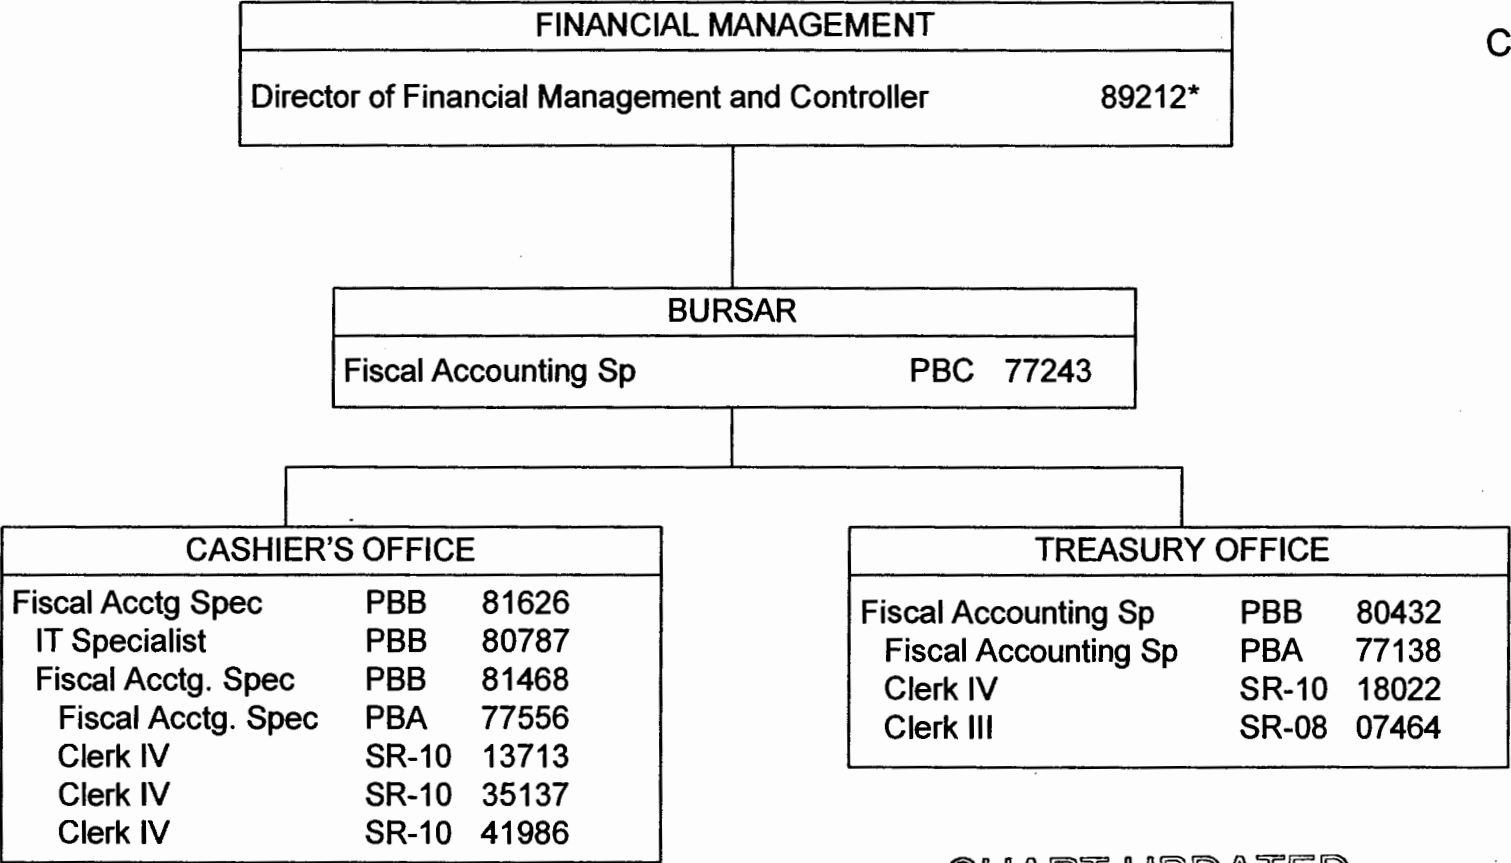 FINANCIAL MANAGEMENT
C
Director of Financial Management and Controller 89212*
BURSAR
Fiscal Accounting Sp PBC 77243
CASHIER'S OFFICE
Fiscal Acctg Spec PBB 81626
IT Specialist PBB 80787
Fiscal Acctg. Spec PBB 81468
Fiscal Acctg. Spec PBA 77556
Clerk IV SR-10 13713
Clerk IV SR-10 35137
Clerk IV SR-10 41986
TREASURY OFFICE
Fiscal Accounting Sp PBB 80432
Fiscal Accounting Sp PBA 77138
Clerk IV SR-10 18022
Clerk III SR-08 07464
CHART UPDATED